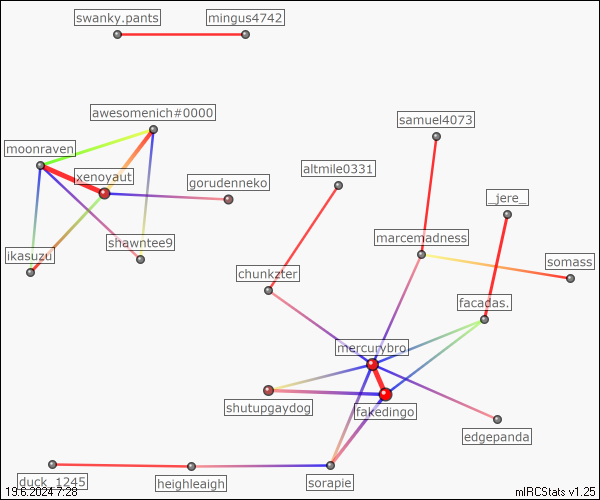 swanky.pants
mingus4742
awesomenich#0000
samuel4073
moonraven
altmile0331
xenoyaut
gorudenneko
_jere_
shawntee9
marcemadness
ikasuzu
somass
chunkzter
facadas.
mercurybro
shutupgaydog
fakedingo
edgepanda
duck_1245
heighleaigh
sorapie
19.6.2024 7:28
mIRCStats v1.25